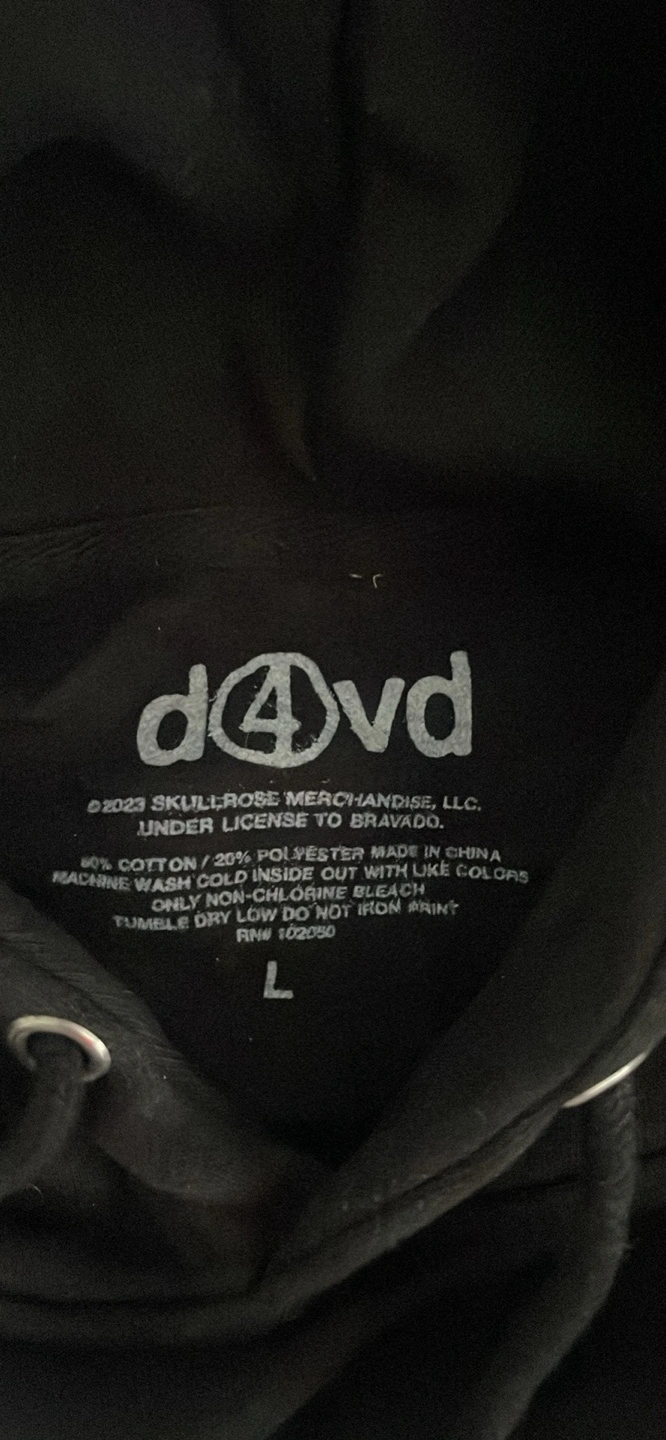 d4vd
©2023 SKULLROSE MERCHANDISE, LLC.
UNDER LICENSE TO BRAVADO.
80% COTTON / 20% POLYESTER MADE IN CHINA
MACHINE WASH COLD INSIDE OUT WITH LIKE COLORS
ONLY NON-CHLORINE BLEACH
TUMBLE DRY LOW DO NOT IRON PRINT
RN# 102050
L